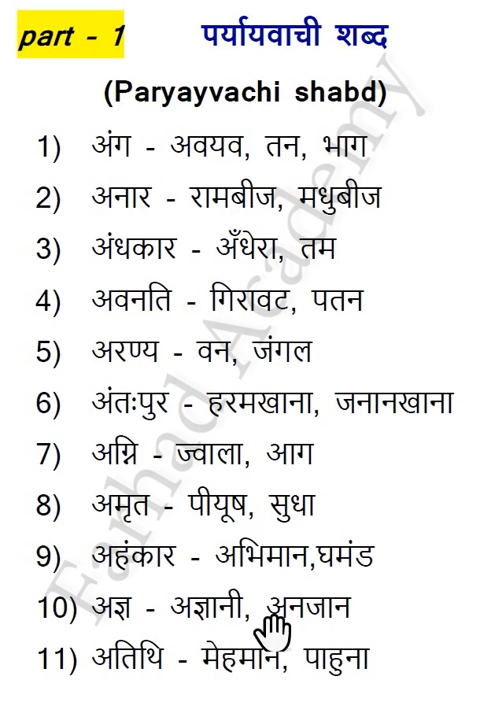 part - 1 पर्यायवाची शब्द
(Paryayvachi shabd)
1) अंग - अवयव, तन, भाग
2) अनार - रामबीज, मधुबीज
3) अंधकार - अँधेरा, तम
4) अवनति - गिरावट, पतन
5) अरण्य - वन, जंगल
6) अंतःपुर - हरमखाना, जनानखाना
7) अग्नि - ज्वाला, आग
8) अमृत - पीयूष, सुधा
9) अहंकार - अभिमान,घमंड
10) अज्ञ - अज्ञानी, अनजान
11) अतिथि - मेहमान, पाहुना
Farhad Academy